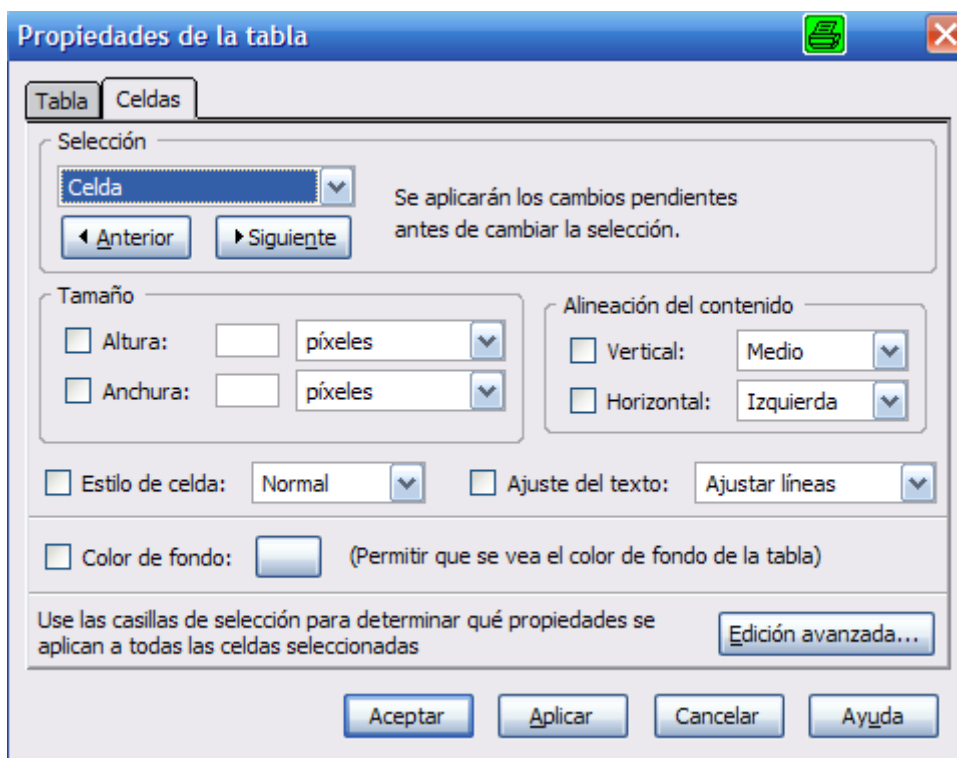 Propiedades de la tabla
Tabla
Celdas
Selección
Celda
Se aplicarán los cambios pendientes
antes de cambiar la selección.
Anterior
Siguiente
Tamaño
Alineación del contenido
Altura:
píxeles
Vertical:
Medio
Anchura:
píxeles
Horizontal:
Izquierda
Estilo de celda:
Normal
Ajuste del texto:
Ajustar líneas
Color de fondo:
(Permitir que se vea el color de fondo de la tabla)
Use las casillas de selección para determinar qué propiedades se
aplican a todas las celdas seleccionadas
Edición avanzada...
Aceptar
Aplicar
Cancelar
Ayuda